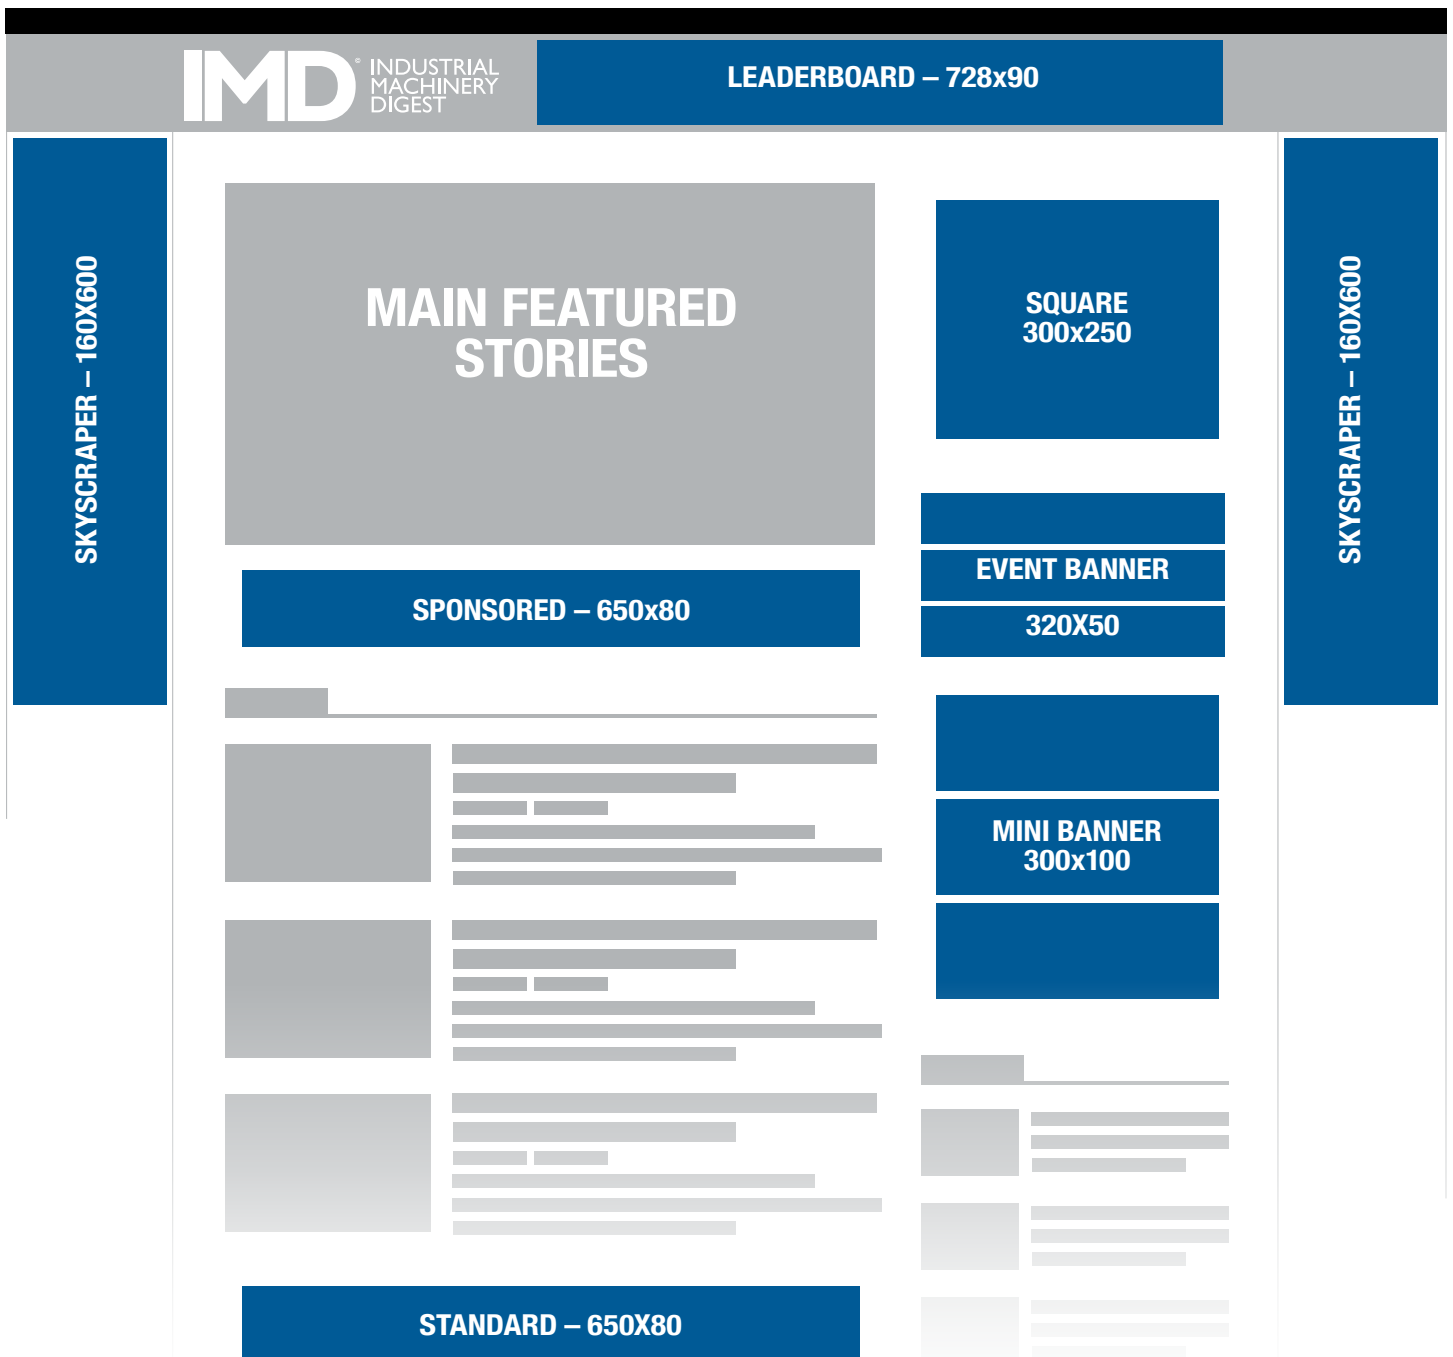 IMD© INDUSTRIAL
MACHINERY
DIGEST
LEADERBOARD – 728x90
SKYSCRAPER – 160X600
MAIN FEATURED
STORIES
SQUARE
300x250
SKYSCRAPER – 160X600
EVENT BANNER
320X50
SPONSORED – 650x80
MINI BANNER
300x100
STANDARD – 650X80